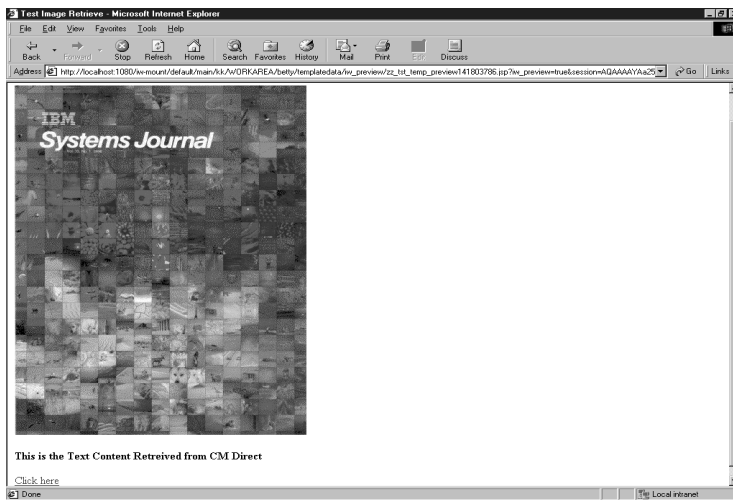 Test Image Retrieve - Microsoft Internet Explorer
File Edit View Favorites Tools Help
Back Forward Stop Refresh Home Search Favorites History Mail Print Edit Discuss
Address http://localhost:1080/iw-mount/default/main/kk/WORKAREA/betty/templatedata/iw_preview/zz_tst_temp_preview141803786.jsp?iw_preview=true&session=AQAAAAYAa25 Go Links
IBM
Systems Journal
This is the Text Content Retreived from CM Direct
Click here
Done Local intranet